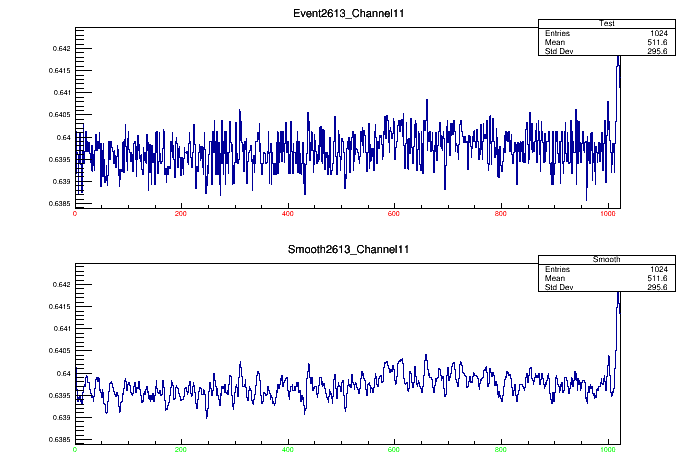 Event2613_Channel11
Test
Entries 1024
Mean 511.6
Std Dev 295.6
0.642
0.6415
0.641
0.6405
0.64
0.6395
0.639
0.6385
0 200 400 600 800 1000
Smooth2613_Channel11
Smooth
Entries 1024
Mean 511.6
Std Dev 295.6
0.642
0.6415
0.641
0.6405
0.64
0.6395
0.639
0.6385
0 200 400 600 800 1000